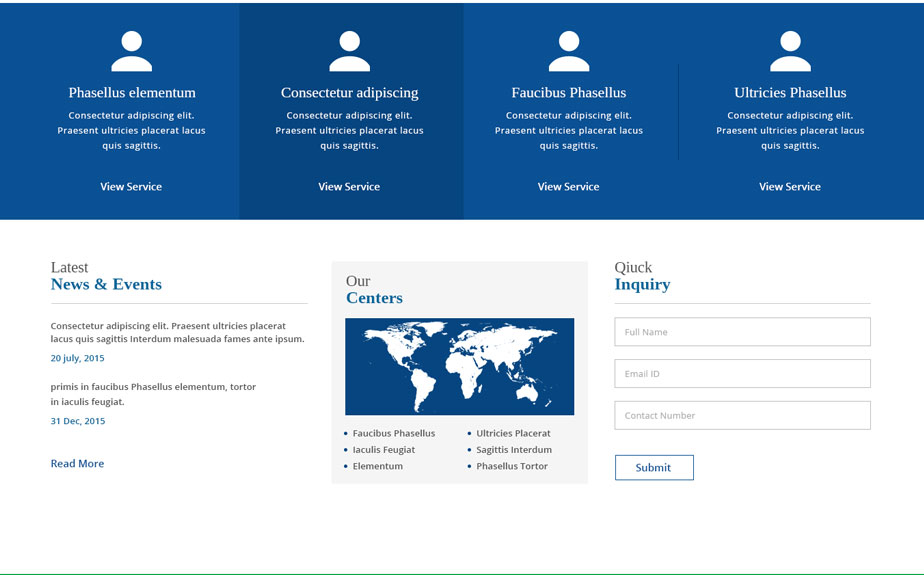 Phasellus elementum
Consectetur adipiscing elit.
Praesent ultricies placerat lacus
quis sagittis.
View Service
Consectetur adipiscing
Consectetur adipiscing elit.
Praesent ultricies placerat lacus
quis sagittis.
View Service
Faucibus Phasellus
Consectetur adipiscing elit.
Praesent ultricies placerat lacus
quis sagittis.
View Service
Ultricies Phasellus
Consectetur adipiscing elit.
Praesent ultricies placerat lacus
quis sagittis.
View Service
Latest
News & Events
Consectetur adipiscing elit. Praesent ultricies placerat
lacus quis sagittis Interdum malesuada fames ante ipsum.
20 july, 2015
primis in faucibus Phasellus elementum, tortor
in iaculis feugiat.
31 Dec, 2015
Read More
Our
Centers
Faucibus Phasellus
Iaculis Feugiat
Elementum
Ultricies Placerat
Sagittis Interdum
Phasellus Tortor
Qiuck
Inquiry
Full Name
Email ID
Contact Number
Submit